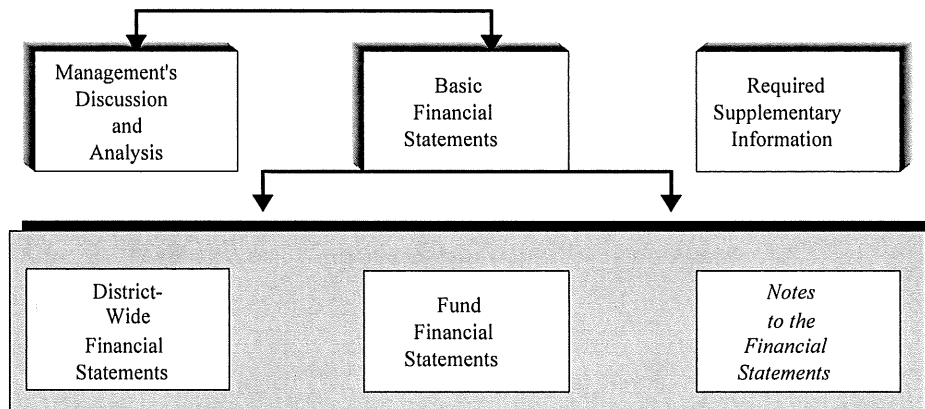 Management's
Discussion
and
Analysis
Basic
Financial
Statements
Required
Supplementary
Information
District-
Wide
Financial
Statements
Fund
Financial
Statements
Notes
to the
Financial
Statements